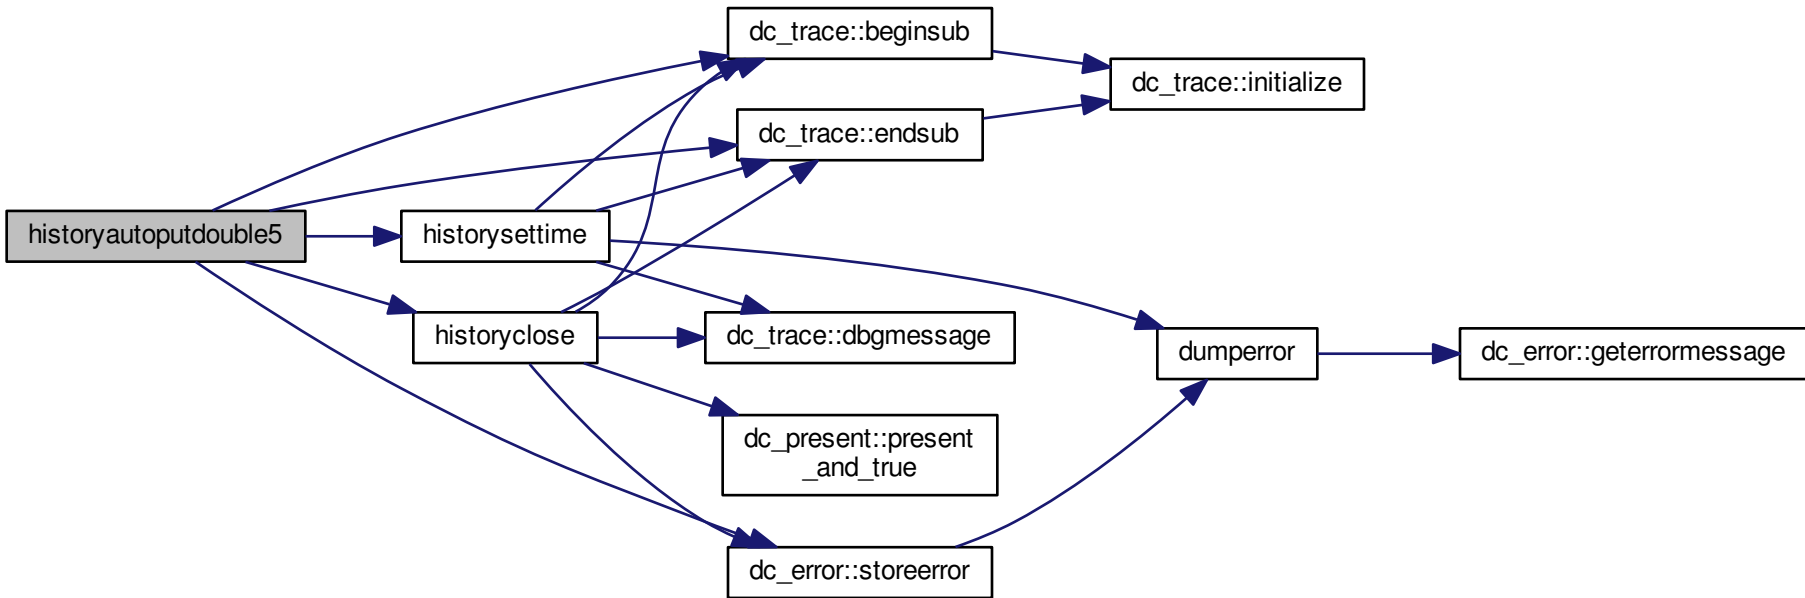 dc_trace::beginsub
dc_trace::initialize
dc_trace::endsub
historyautoputdouble5
historysettime
historyclose
dc_trace::dbgmessage
dumperror
dc_error::geterrormessage
dc_present::present
_and_true
dc_error::storeerror